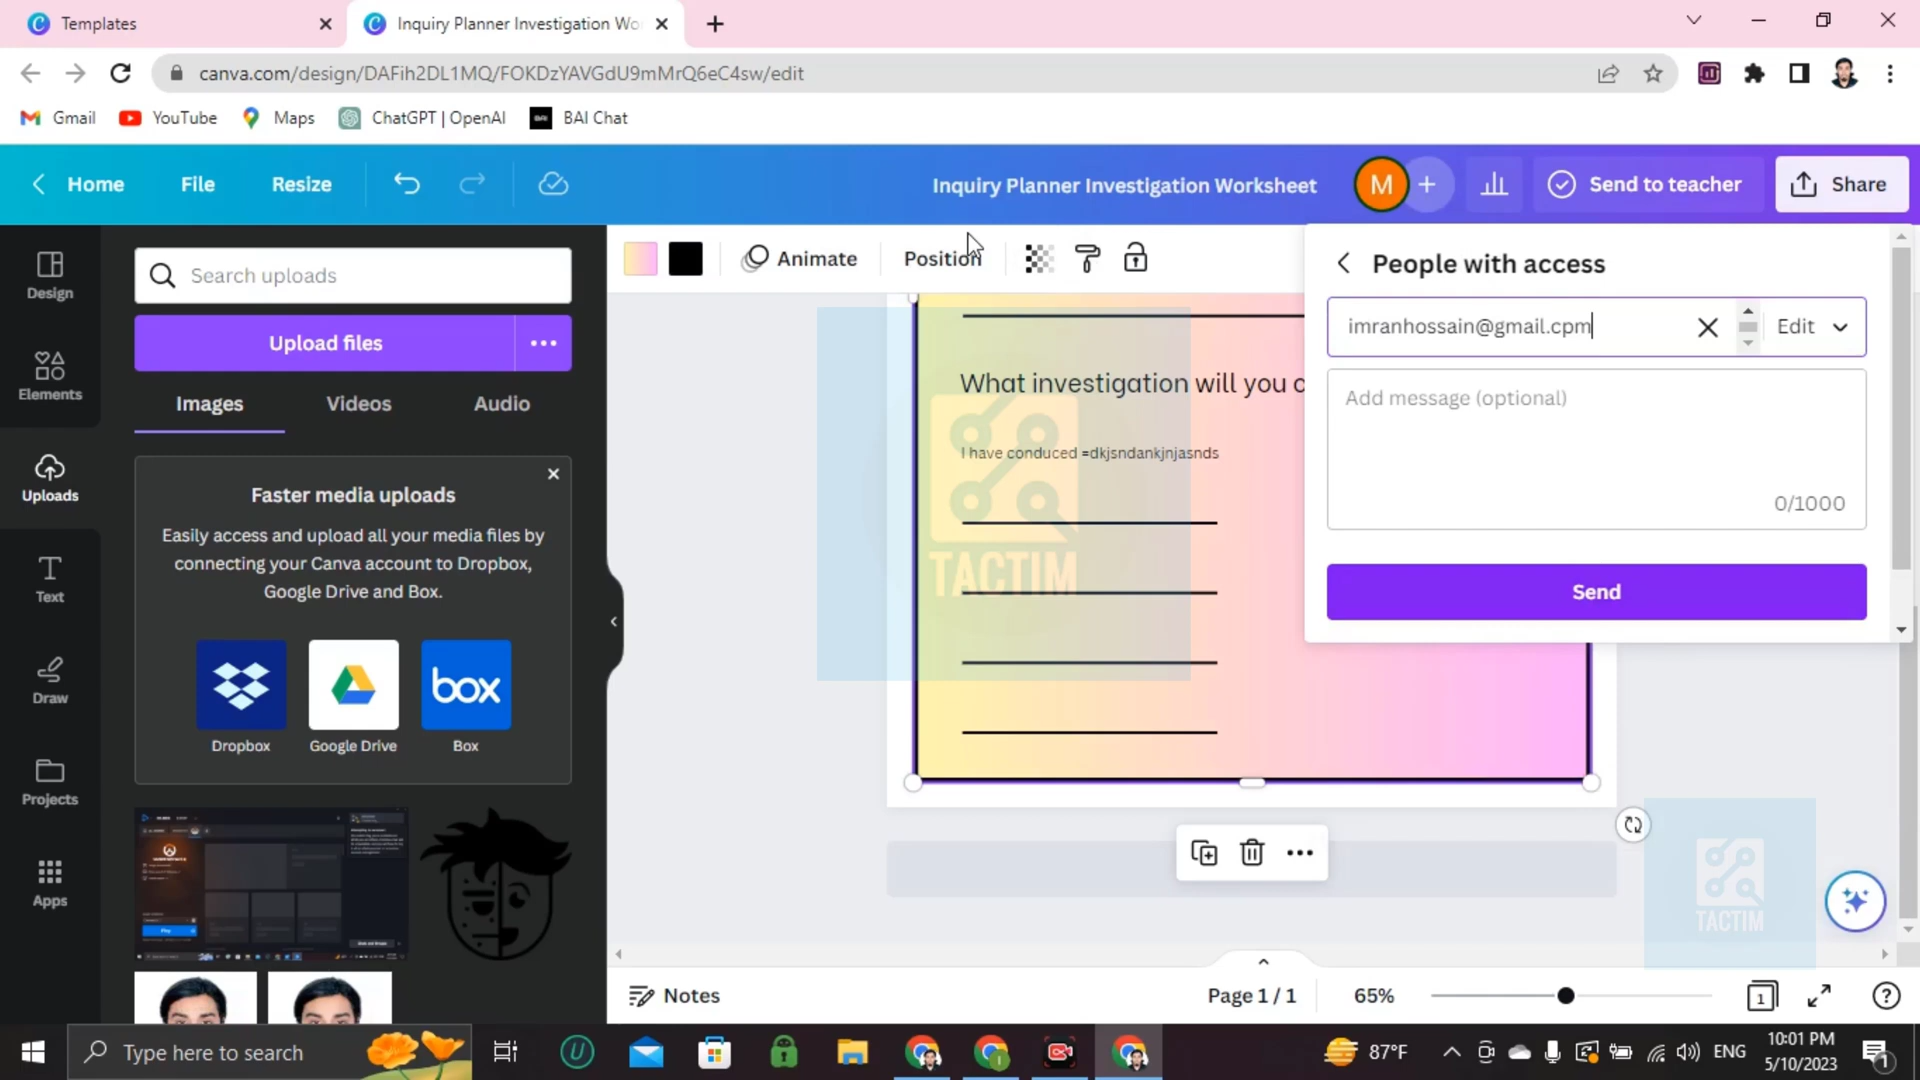 Templates
Inquiry Planner Investigation Wo
canva.com/design/DAFih2DL1MQ/FOKDzYAVGdU9mMrQ6eC4sw/edit
Gmail
YouTube
Maps
ChatGPT | OpenAI
BAI Chat
Home
File
Resize
Inquiry Planner Investigation Worksheet
M
Send to teacher
Share
Design
Elements
Uploads
Text
Draw
Projects
Apps
Search uploads
Upload files
Images
Videos
Audio
Faster media uploads
Easily access and upload all your media files by
connecting your Canva account to Dropbox,
Google Drive and Box.
box
Dropbox
Google Drive
Box
Animate
Position
What investigation will you c
I have conduced =dkjsndankjnjasnds
TACTIM
People with access
imranhossain@gmail.cpm
Edit
Add message (optional)
0/1000
Send
TACTIM
Notes
Page 1 / 1
65%
1
Type here to search
87°F
ENG
10:01 PM
5/10/2023
1